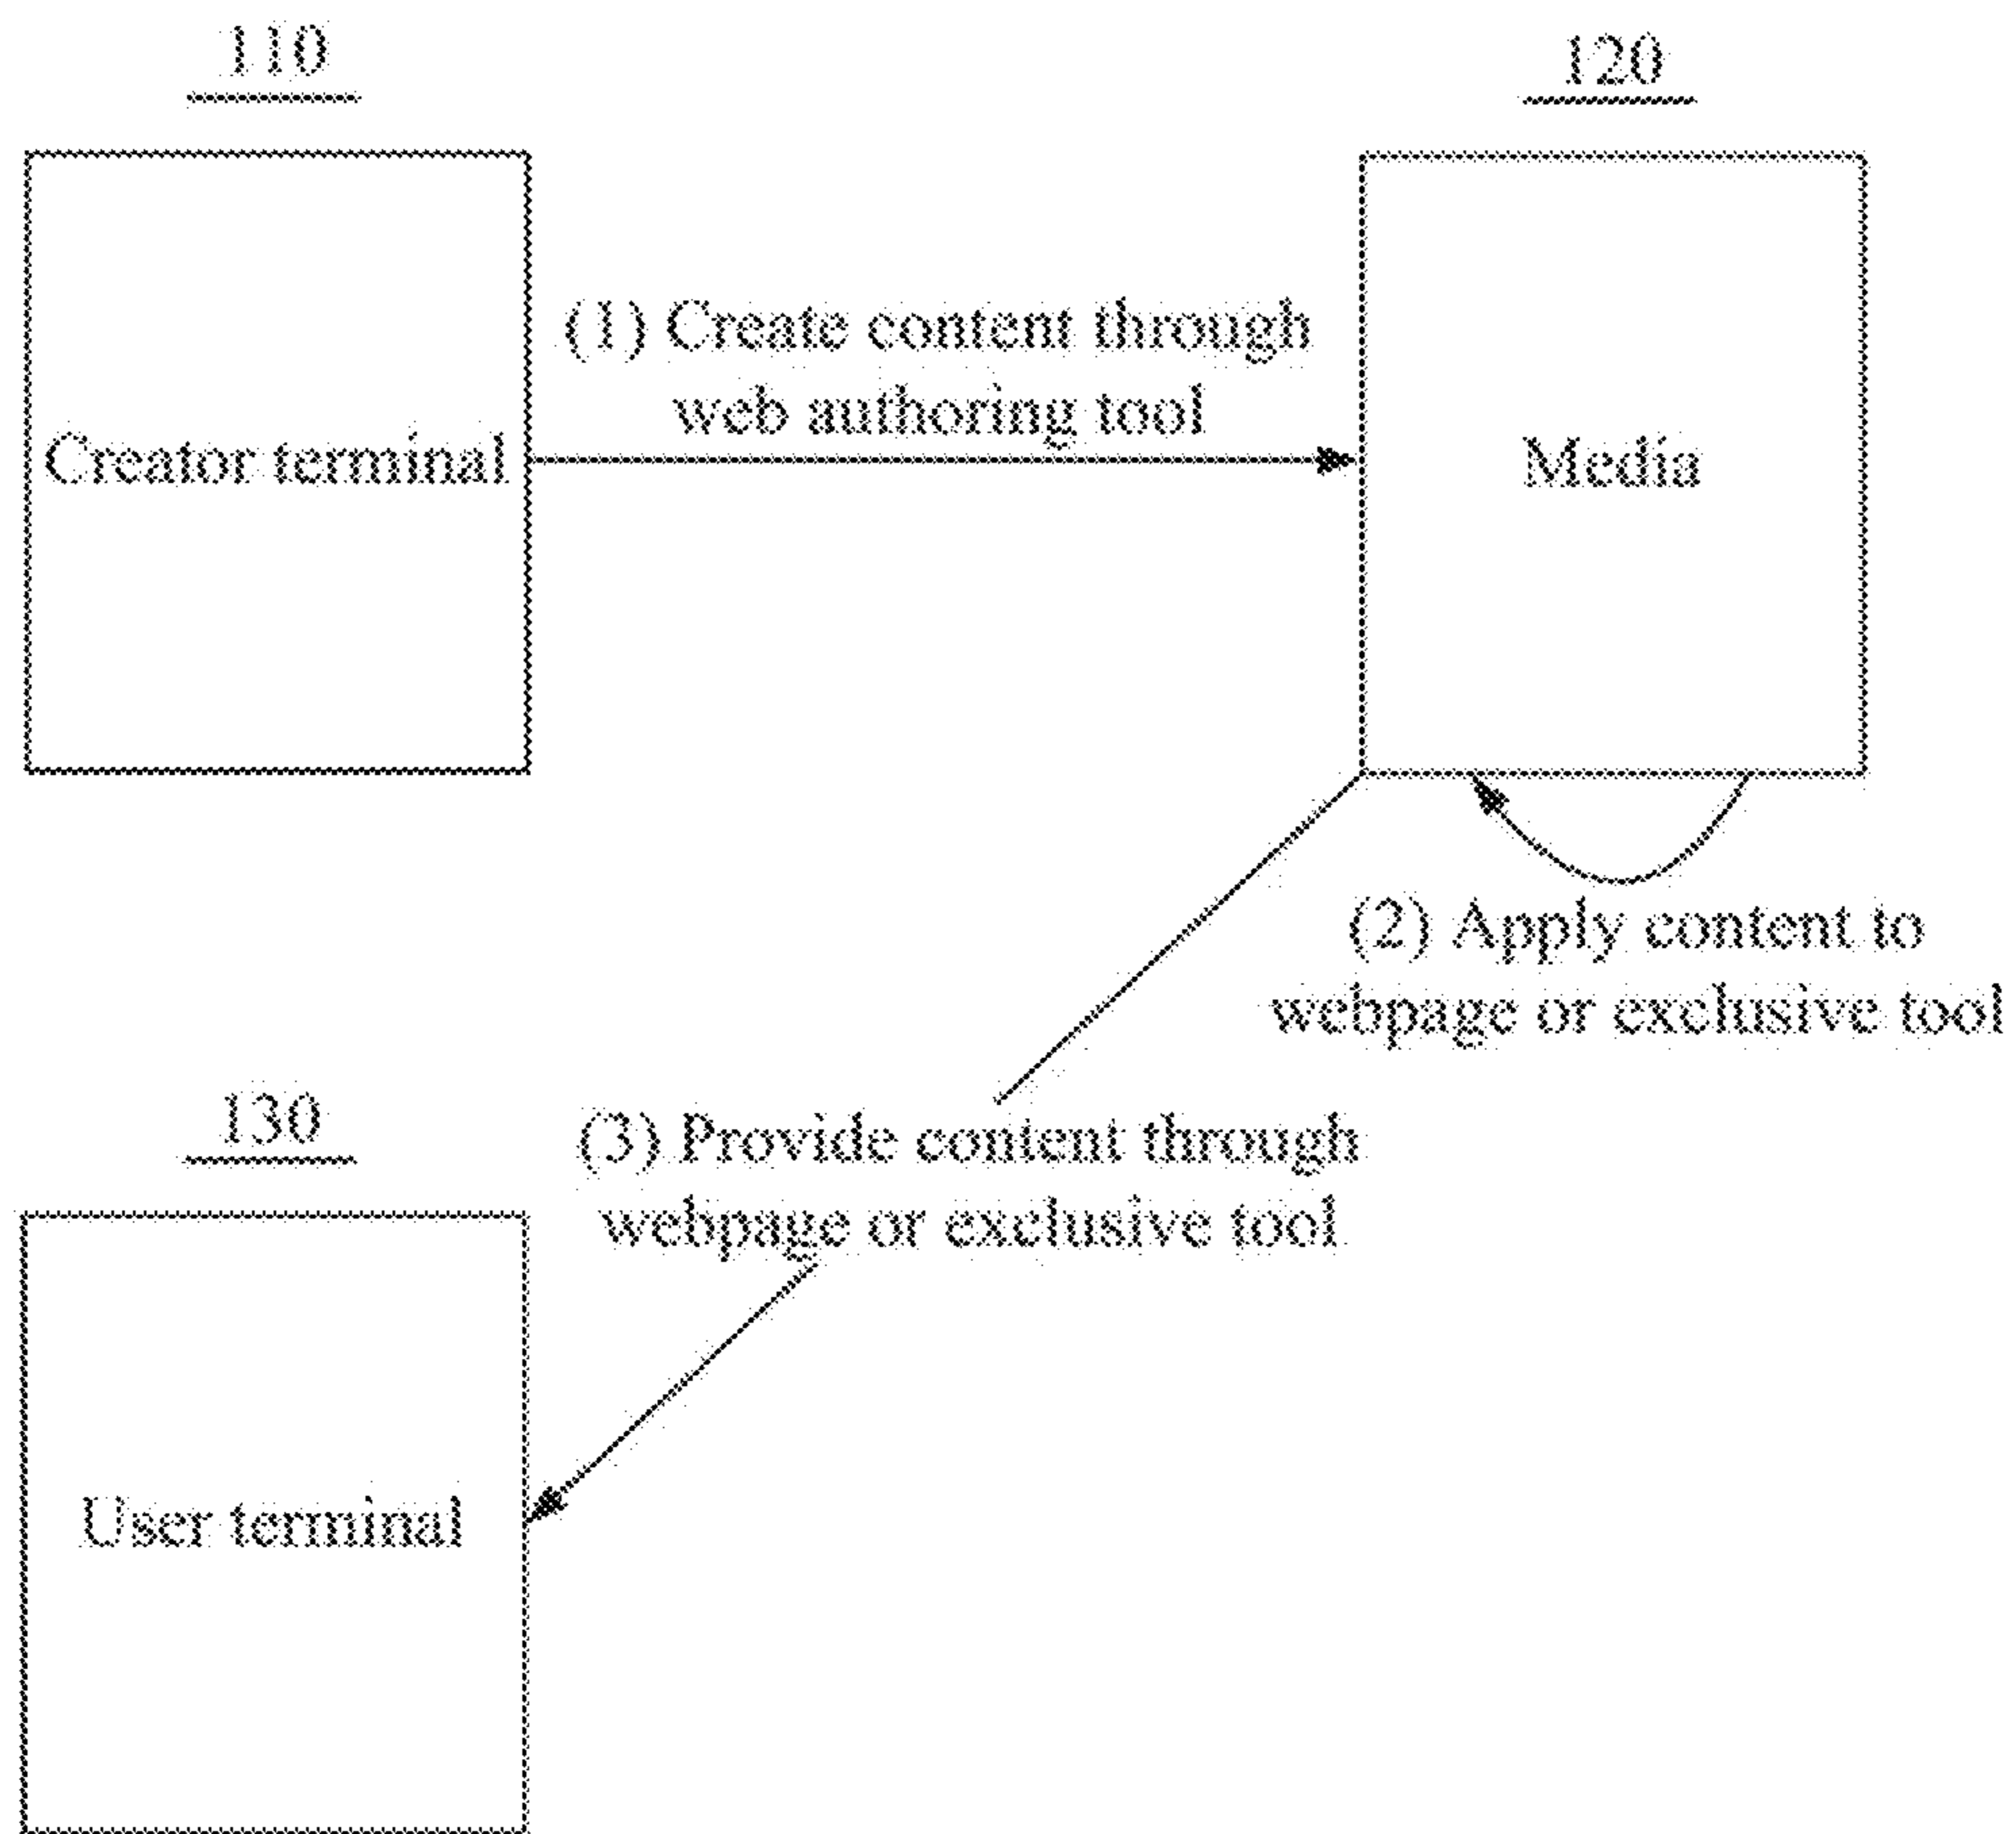 110
120
Creator terminal
(1) Create content through
web authoring tool
Media
(2) Apply content to
webpage or exclusive tool
130
(3) Provide content through
webpage or exclusive tool
User terminal